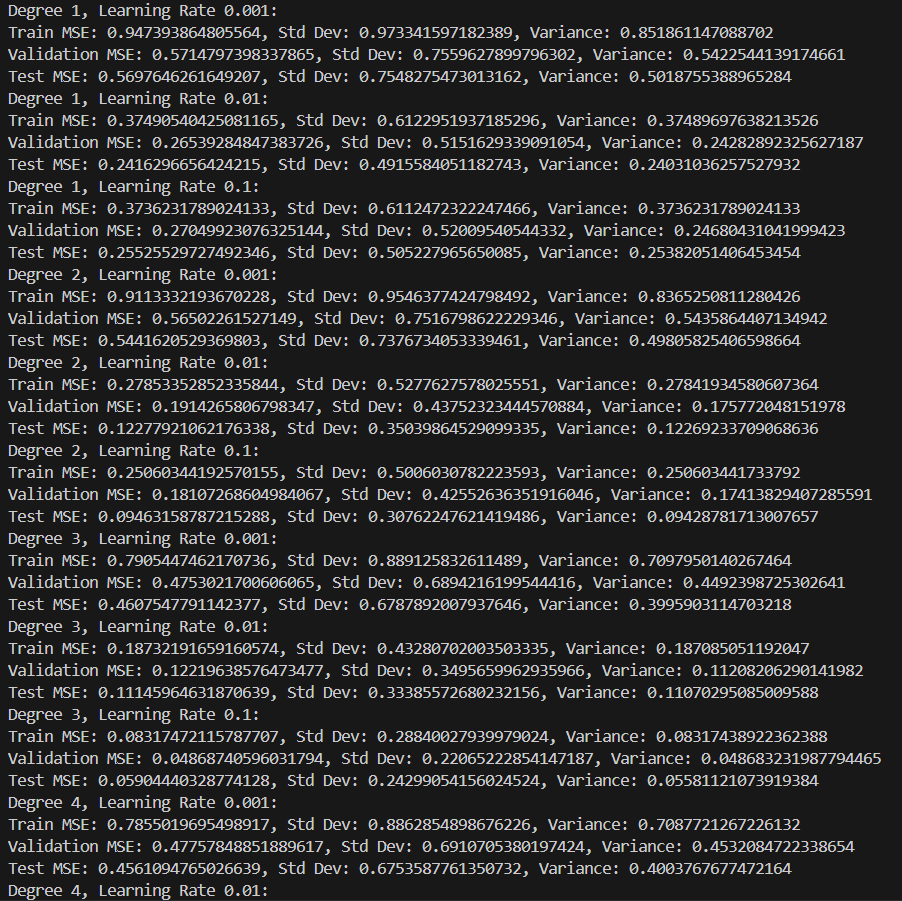 Degree 1, Learning Rate 0.001:
Train MSE: 0.947393864805564, Std Dev: 0.973341597182389, Variance: 0.851861147088702
Validation MSE: 0.5714797398337865, Std Dev: 0.7559627899796302, Variance: 0.5422544139174661
Test MSE: 0.5697646261649207, Std Dev: 0.7548275473013162, Variance: 0.5018755388965284
Degree 1, Learning Rate 0.01:
Train MSE: 0.37490540425081165, Std Dev: 0.6122951937185296, Variance: 0.37489697638213526
Validation MSE: 0.26539284847383726, Std Dev: 0.5151629339091054, Variance: 0.24282892325627187
Test MSE: 0.2416296656424215, Std Dev: 0.4915584051182743, Variance: 0.24031036257527932
Degree 1, Learning Rate 0.1:
Train MSE: 0.3736231789024133, Std Dev: 0.6112472322247466, Variance: 0.3736231789024133
Validation MSE: 0.27049923076325144, Std Dev: 0.52009540544332, Variance: 0.24680431041999423
Test MSE: 0.25525529727492346, Std Dev: 0.505227965650085, Variance: 0.25382051406453454
Degree 2, Learning Rate 0.001:
Train MSE: 0.9113332193670228, Std Dev: 0.9546377424798492, Variance: 0.8365250811280426
Validation MSE: 0.56502261527149, Std Dev: 0.7516798622229346, Variance: 0.5435864407134942
Test MSE: 0.5441620529369803, Std Dev: 0.7376734053339461, Variance: 0.49805825406598664
Degree 2, Learning Rate 0.01:
Train MSE: 0.27853352852335844, Std Dev: 0.5277627578025551, Variance: 0.27841934580607364
Validation MSE: 0.1914265806798347, Std Dev: 0.43752323444570884, Variance: 0.175772048151978
Test MSE: 0.12277921062176338, Std Dev: 0.35039864529099335, Variance: 0.12269233709068636
Degree 2, Learning Rate 0.1:
Train MSE: 0.25060344192570155, Std Dev: 0.5006030782223593, Variance: 0.250603441733792
Validation MSE: 0.18107268604984067, Std Dev: 0.42552636351916046, Variance: 0.17413829407285591
Test MSE: 0.09463158787215288, Std Dev: 0.30762247621419486, Variance: 0.09428781713007657
Degree 3, Learning Rate 0.001:
Train MSE: 0.7905447462170736, Std Dev: 0.889125832611489, Variance: 0.7097950140267464
Validation MSE: 0.4753021700606065, Std Dev: 0.6894216199544416, Variance: 0.4492398725302641
Test MSE: 0.4607547791142377, Std Dev: 0.6787892007937646, Variance: 0.3995903114703218
Degree 3, Learning Rate 0.01:
Train MSE: 0.18732191659160574, Std Dev: 0.43280702003503335, Variance: 0.187085051192047
Validation MSE: 0.12219638576473477, Std Dev: 0.3495659962935966, Variance: 0.11208206290141982
Test MSE: 0.11145964631870639, Std Dev: 0.33385572680232156, Variance: 0.11070295085009588
Degree 3, Learning Rate 0.1:
Train MSE: 0.08317472115787707, Std Dev: 0.28840027939979024, Variance: 0.08317438922362388
Validation MSE: 0.04868740596031794, Std Dev: 0.22065222854147187, Variance: 0.048683231987794465
Test MSE: 0.05904440328774128, Std Dev: 0.24299054156024524, Variance: 0.05581121073919384
Degree 4, Learning Rate 0.001:
Train MSE: 0.7855019695498917, Std Dev: 0.8862854898676226, Variance: 0.7087721267226132
Validation MSE: 0.47757848851889617, Std Dev: 0.6910705380197424, Variance: 0.4532084722338654
Test MSE: 0.4561094765026639, Std Dev: 0.6753587761350732, Variance: 0.4003767677472164
Degree 4, Learning Rate 0.01: